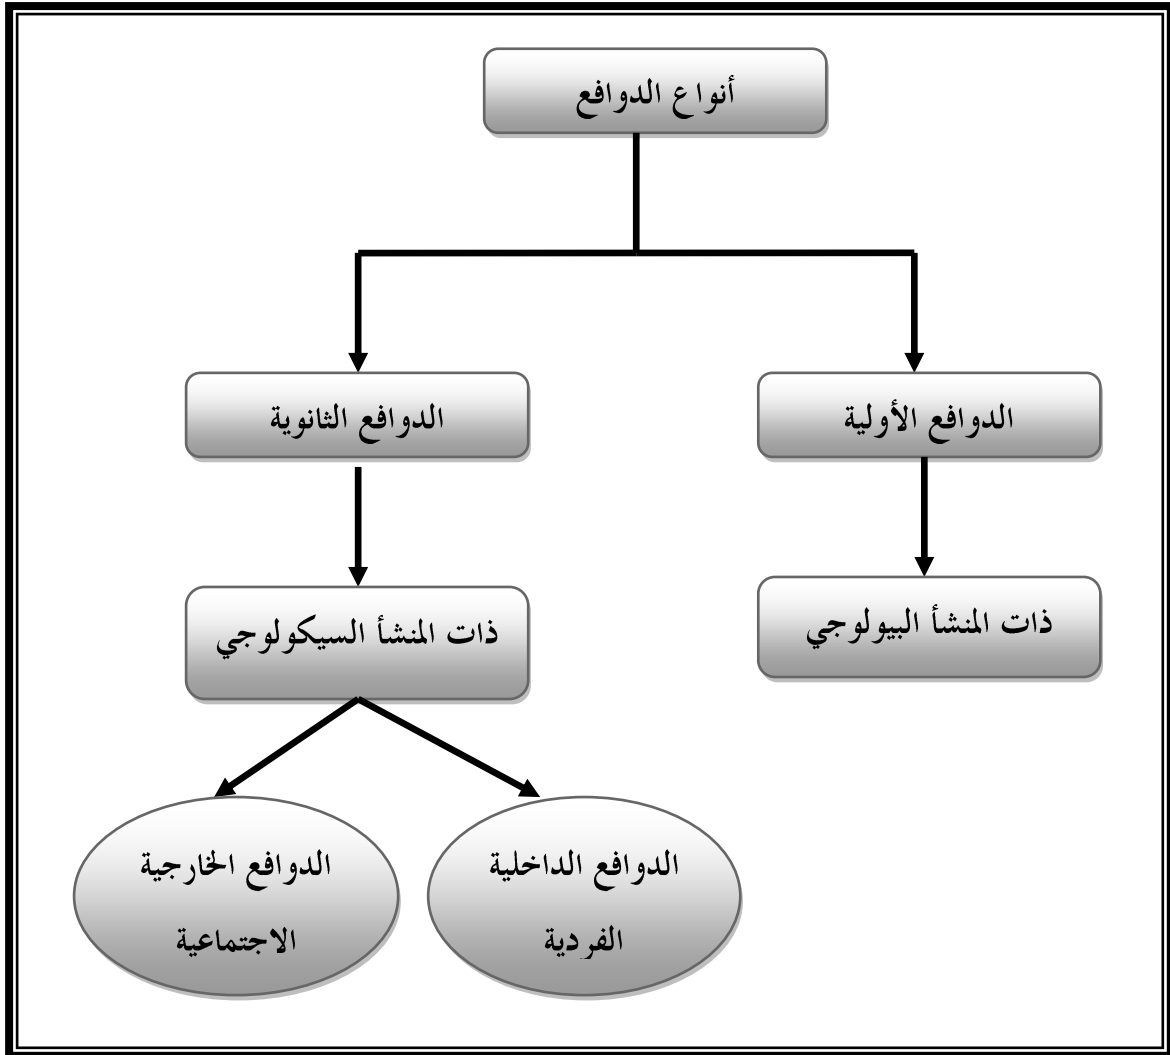 أنواع الدوافع
الدوافع الأولية
الدوافع الثانوية
ذات المنشأ البيولوجي
ذات المنشأ السيكولوجي
الدوافع الداخلية
الفردية
الدوافع الخارجية
الاجتماعية